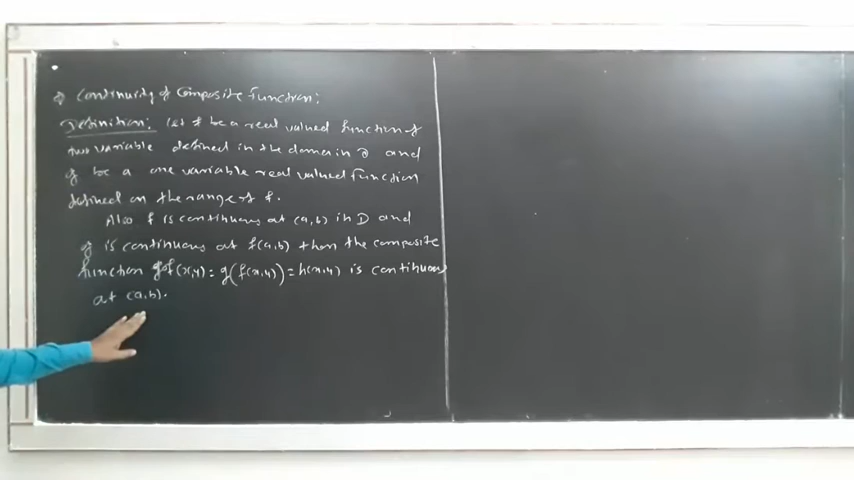 Continuity of Composite Function:
Definition: let f be a real valued function of
two variable defined in the domain D and
g be a one variable real valued function
defined on the range of f.
Also f is continuous at (a,b) in D and
g is continuous at f(a,b) then the composite
function gof(x,y) = g(f(x,y)) = h(x,y) is continuous
at (a,b).